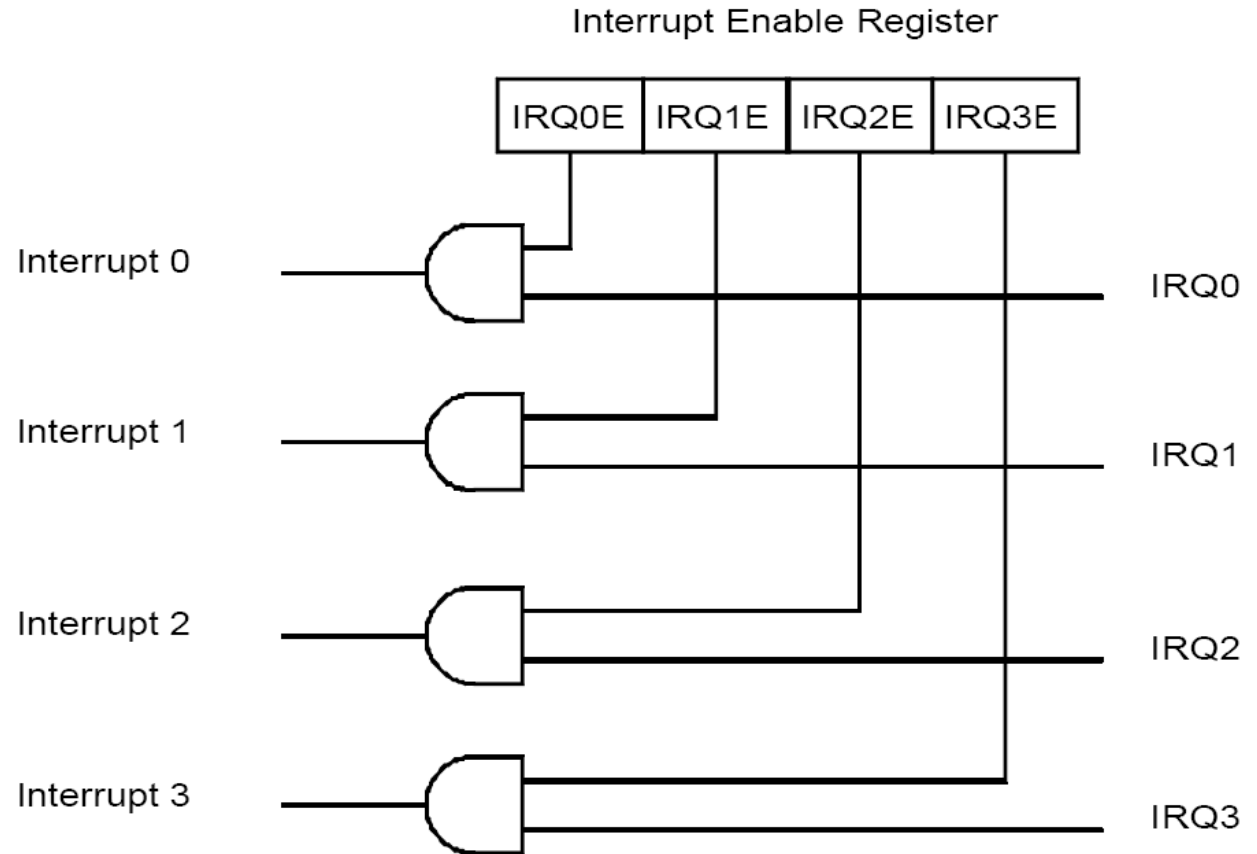 Interrupt Enable Register
IRQ0E IRQ1E IRQ2E IRQ3E
Interrupt 0
IRQ0
Interrupt 1
IRQ1
Interrupt 2
IRQ2
Interrupt 3
IRQ3